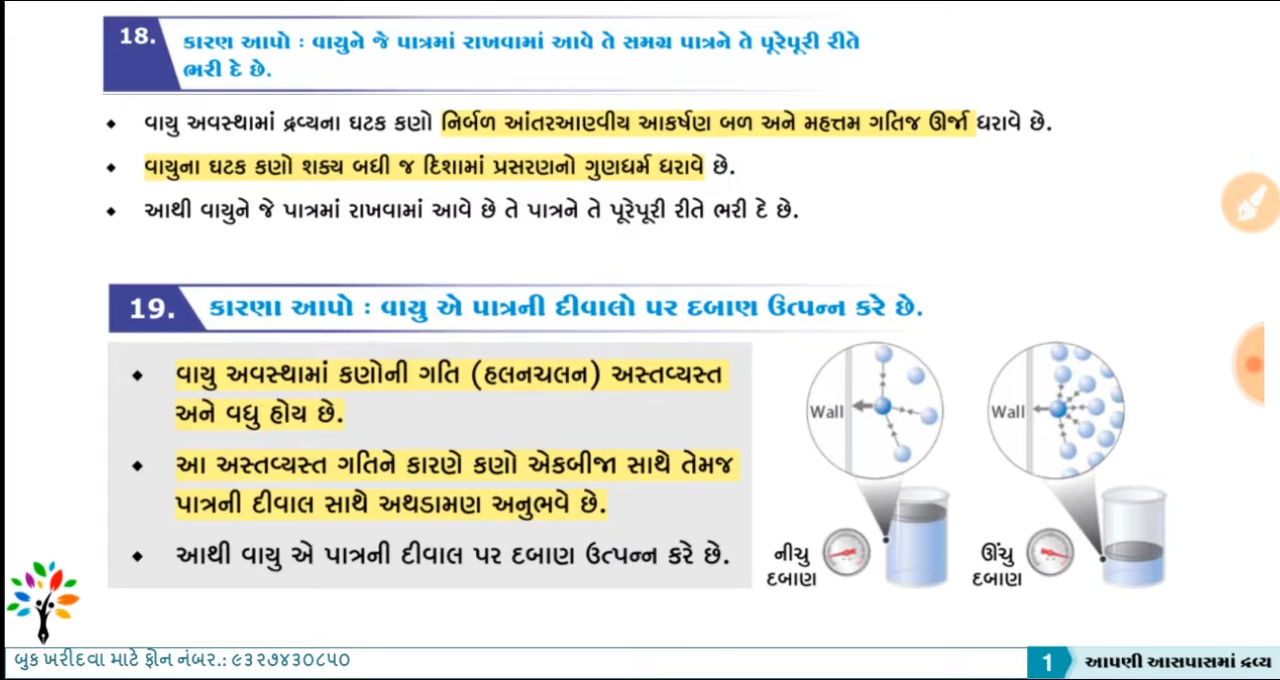 18. કારણ આપો : વાયુને જે પાત્રમાં રાખવામાં આવે તે સમગ્ર પાત્રને તે પૂરેપૂરી રીતે
ભરી દે છે.
♦ વાયુ અવસ્થામાં દ્રવ્યના ઘટક કણો નિર્બળ આંતરઆણ્વીય આકર્ષણ બળ અને મહત્તમ ગતિજ ઊર્જા ધરાવે છે.
♦ વાયુના ઘટક કણો શક્ય બધી જ દિશામાં પ્રસરણનો ગુણધર્મ ધરાવે છે.
♦ આથી વાયુને જે પાત્રમાં રાખવામાં આવે છે તે પાત્રને તે પૂરેપૂરી રીતે ભરી દે છે.
19. કારણા આપો : વાયુ એ પાત્રની દીવાલો પર દબાણ ઉત્પન્ન કરે છે.
♦ વાયુ અવસ્થામાં કણોની ગતિ (હલનચલન) અસ્તવ્યસ્ત
અને વધુ હોય છે.
♦ આ અસ્તવ્યસ્ત ગતિને કારણે કણો એકબીજા સાથે તેમજ
પાત્રની દીવાલ સાથે અથડામણ અનુભવે છે.
♦ આથી વાયુ એ પાત્રની દીવાલ પર દબાણ ઉત્પન્ન કરે છે.
Wall
Wall
નીચુ
દબાણ
ઊંચુ
દબાણ
બુક ખરીદવા માટે ફોન નંબર.: ૯૩૨૭૪૩૦૮૫૦
1 આપણી આસપાસમાં દ્રવ્ય